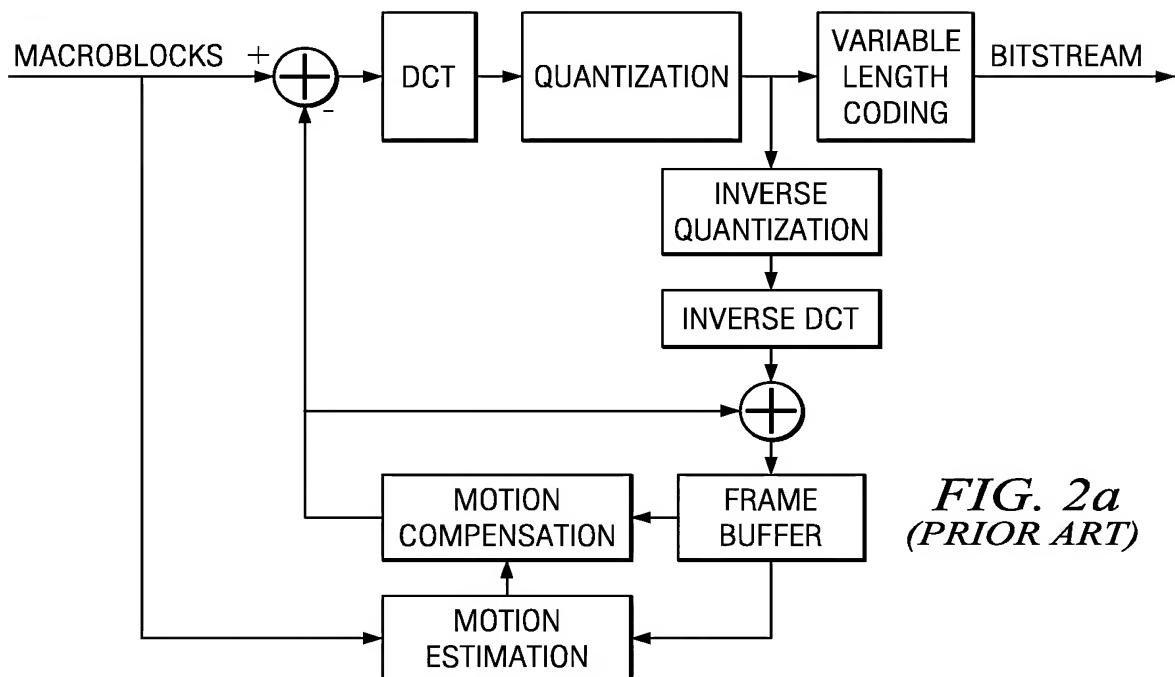 MACROBLOCKS
+
-
DCT
QUANTIZATION
VARIABLE
LENGTH
CODING
BITSTREAM
INVERSE
QUANTIZATION
INVERSE DCT
MOTION
COMPENSATION
FRAME
BUFFER
FIG. 2a
(PRIOR ART)
MOTION
ESTIMATION